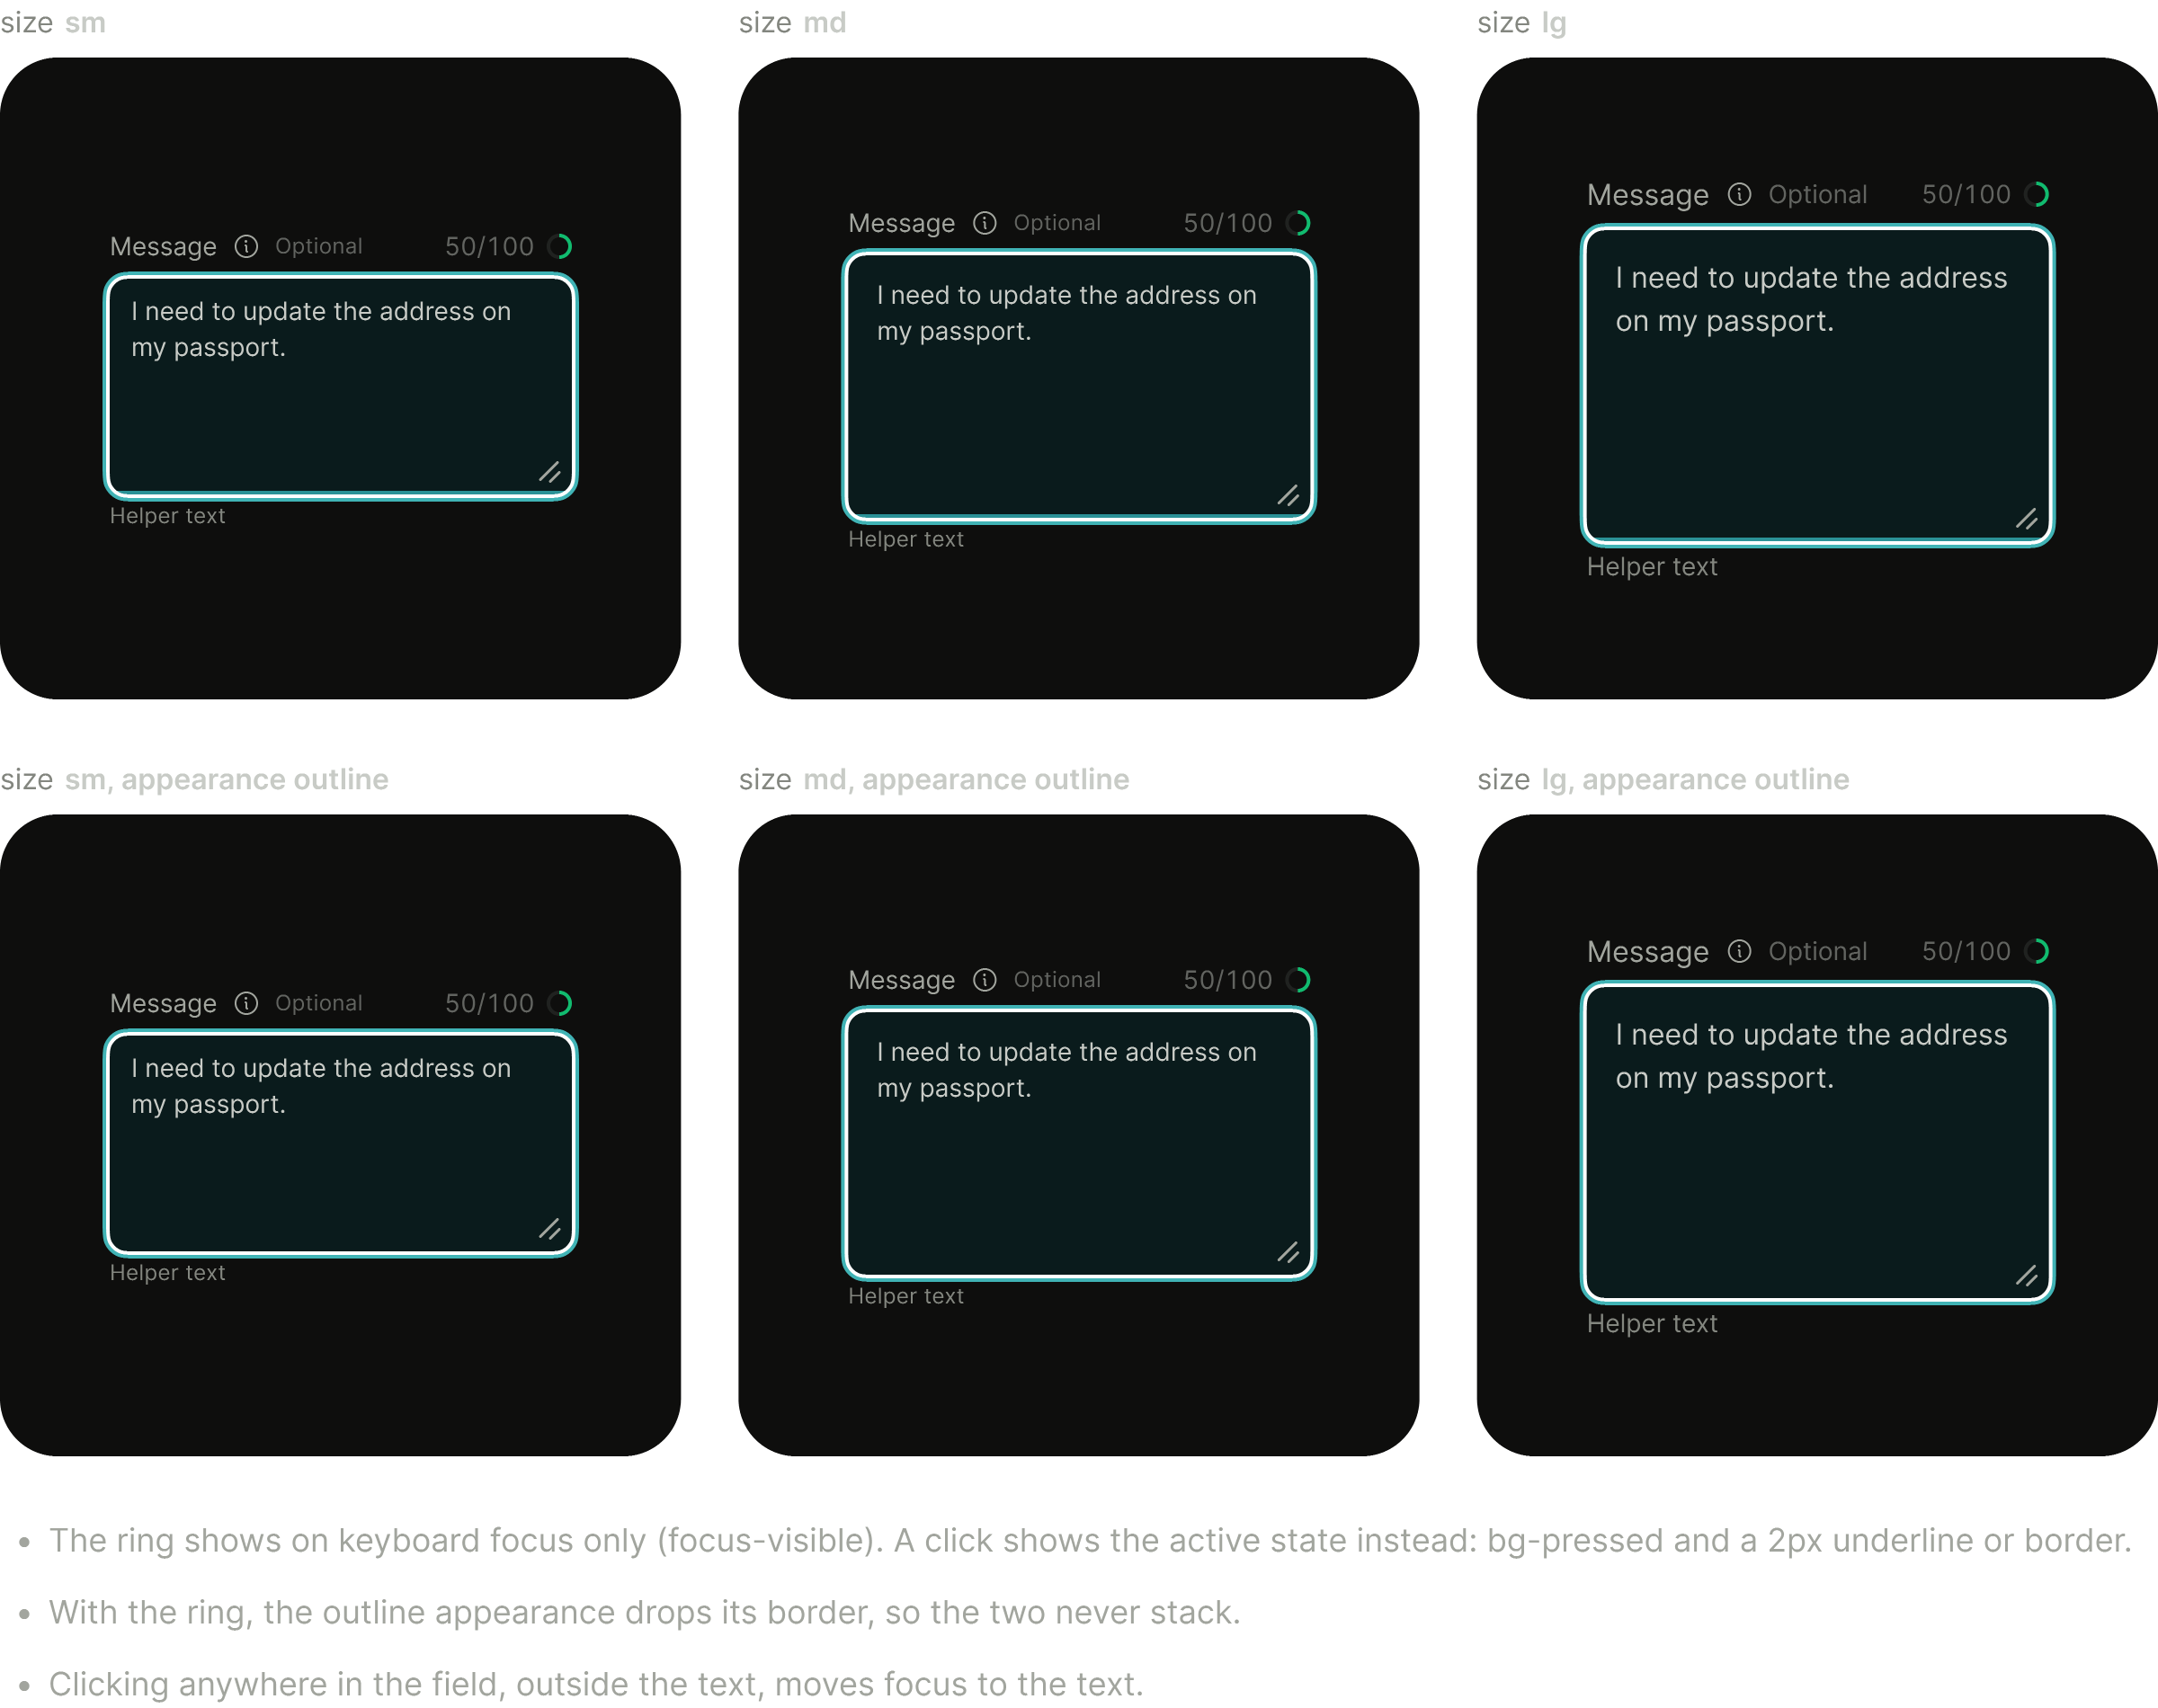 size sm
size md
size lg
Message Optional 50/100
I need to update the address on
my passport.
Helper text
Message Optional 50/100
I need to update the address on
my passport.
Helper text
Message Optional 50/100
I need to update the address
on my passport.
Helper text
size sm, appearance outline
size md, appearance outline
size lg, appearance outline
Message Optional 50/100
I need to update the address on
my passport.
Helper text
Message Optional 50/100
I need to update the address on
my passport.
Helper text
Message Optional 50/100
I need to update the address
on my passport.
Helper text
• The ring shows on keyboard focus only (focus-visible). A click shows the active state instead: bg-pressed and a 2px underline or border.
• With the ring, the outline appearance drops its border, so the two never stack.
• Clicking anywhere in the field, outside the text, moves focus to the text.